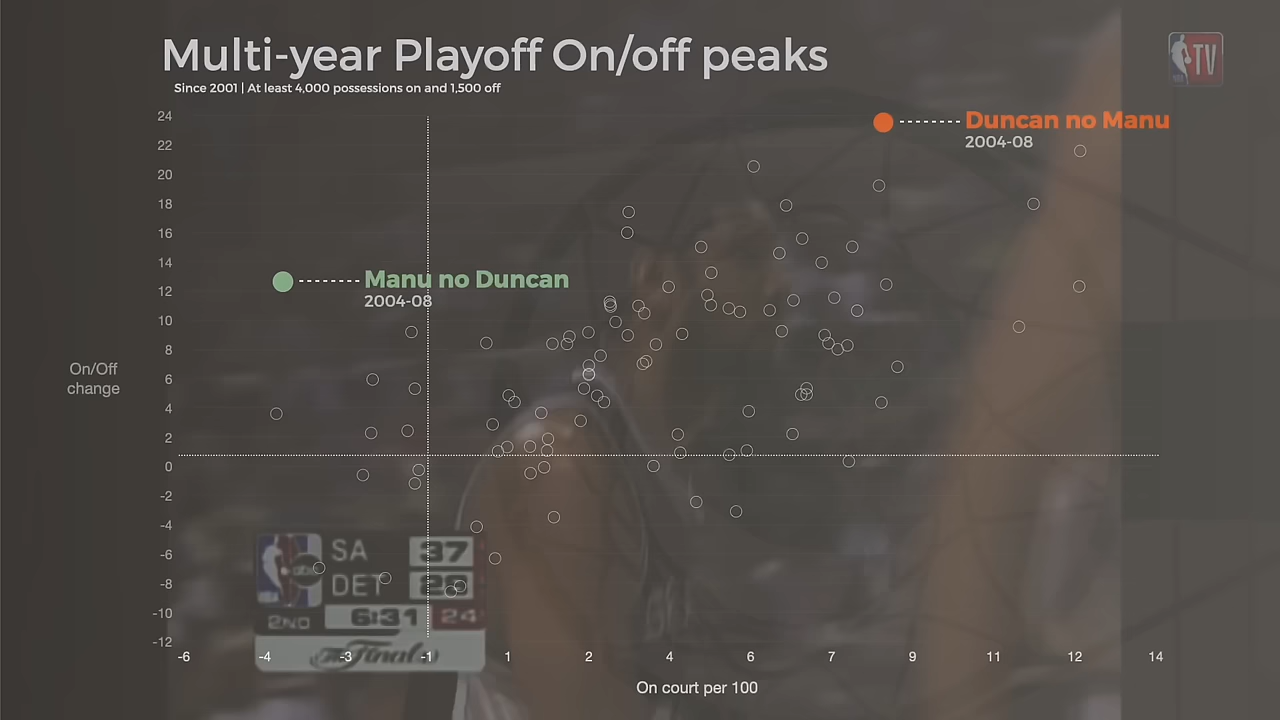 Multi-year Playoff On/off peaks
Since 2001 | At least 4,000 possessions on and 1,500 off
TV
24
Duncan no Manu
2004-08
22
20
18
16
14
Manu no Duncan
2004-08
12
10
8
On/Off
change
6
4
2
0
-2
-4
-6
-8
-10
-12
SA 37
DET
2ND 6:31 24
The Finals
-6 -4 -3 -1 1 2 4 6 7 9 11 12 14
On court per 100